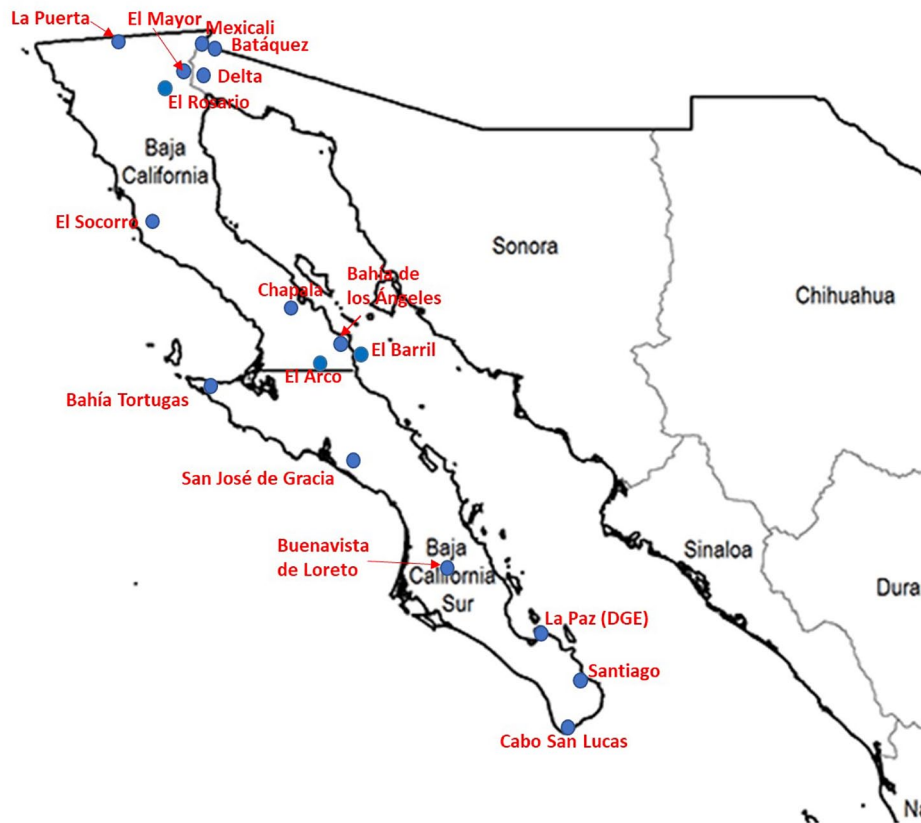 La Puerta
El Mayor
Mexicali
Batáquez
Delta
El Rosario
Baja
California
El Socorro
Sonora
Bahía de
los Ángeles
Chapala
Chihuahua
El Barril
El Arco
Bahía Tortugas
San José de Gracia
Buenavista
de Loreto
Baja
California
Sur
Sinaloa
Dura
La Paz (DGE)
Santiago
Cabo San Lucas
Na